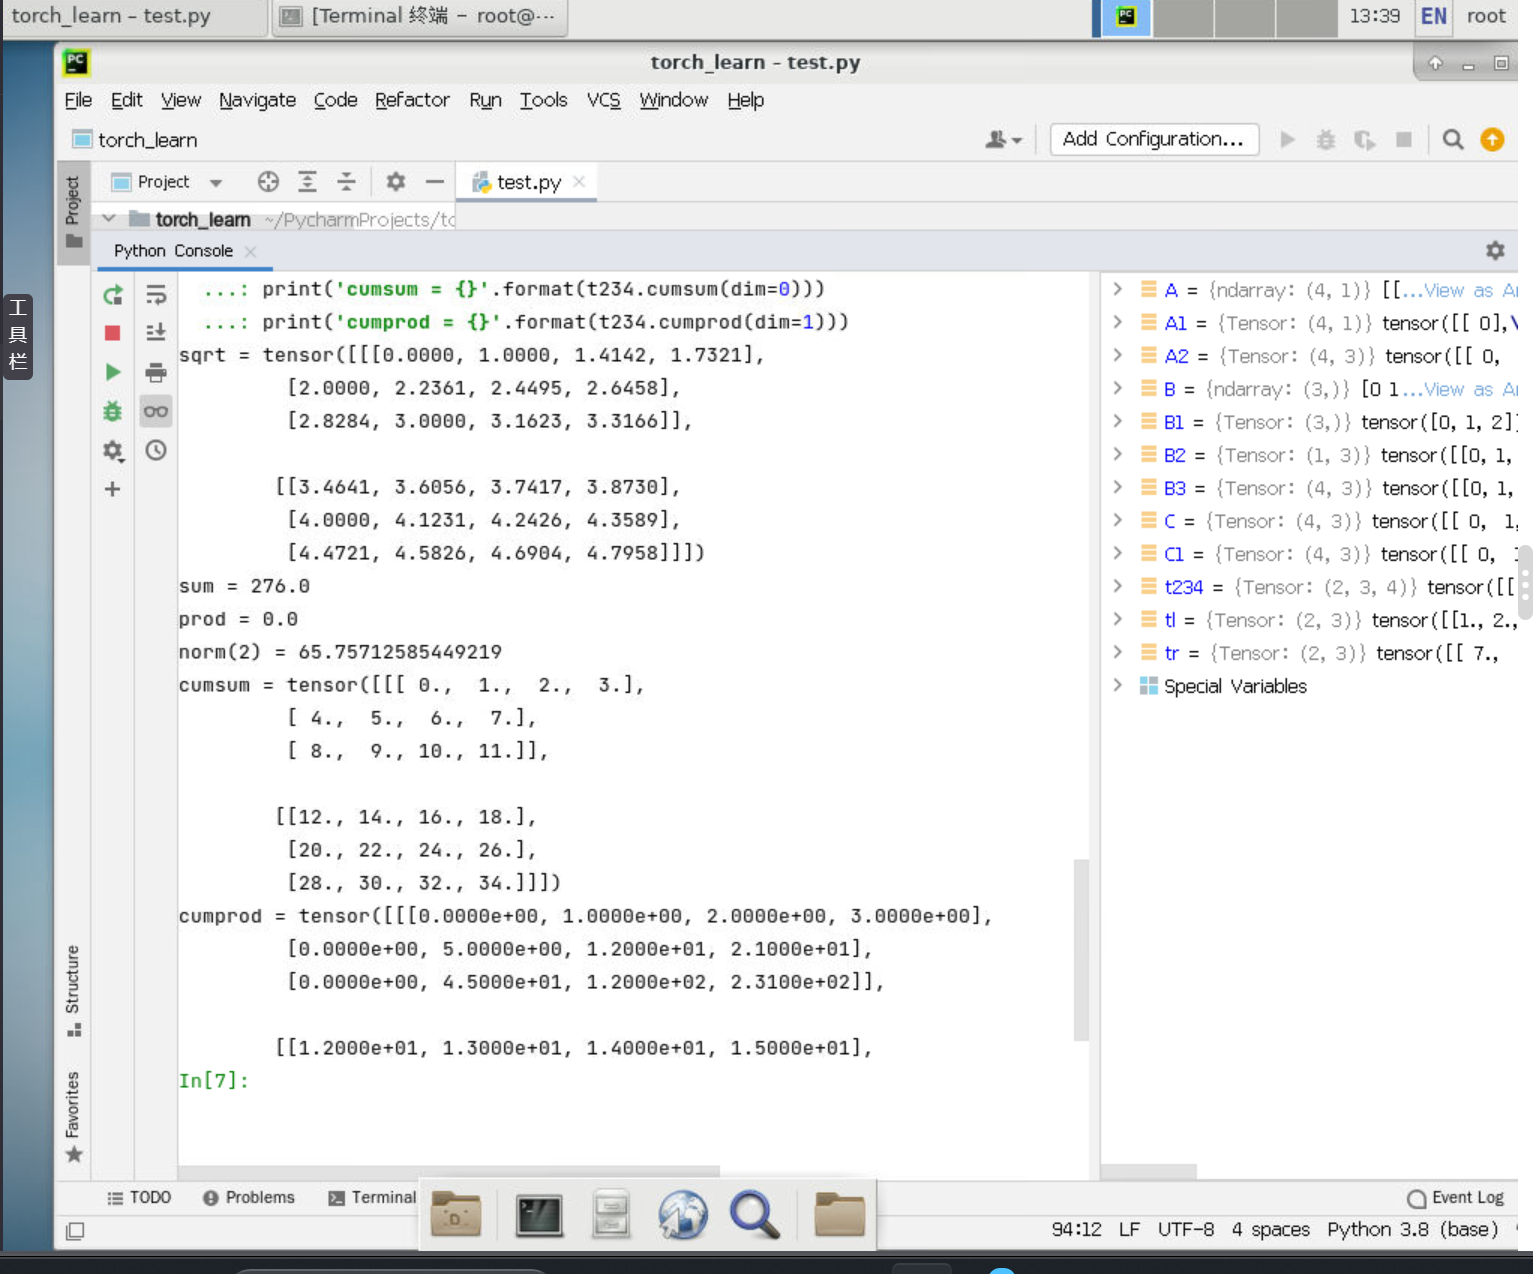 torch_learn – test.py
[Terminal 终端 – root@···
13:39
EN
root
torch_learn – test.py
File Edit View Navigate Code Refactor Run Tools VCS Window Help
torch_learn
Add Configuration...
Project
test.py
torch_learn ~/PycharmProjects/to
Project
Python Console
工具栏
...: print('cumsum = {}'.format(t234.cumsum(dim=0)))
...: print('cumprod = {}'.format(t234.cumprod(dim=1)))
sqrt = tensor([[[0.0000, 1.0000, 1.4142, 1.7321],
[2.0000, 2.2361, 2.4495, 2.6458],
[2.8284, 3.0000, 3.1623, 3.3166]],
[[3.4641, 3.6056, 3.7417, 3.8730],
[4.0000, 4.1231, 4.2426, 4.3589],
[4.4721, 4.5826, 4.6904, 4.7958]]])
sum = 276.0
prod = 0.0
norm(2) = 65.75712585449219
cumsum = tensor([[[ 0.,  1.,  2.,  3.],
[ 4.,  5.,  6.,  7.],
[ 8.,  9., 10., 11.]],
[[12., 14., 16., 18.],
[20., 22., 24., 26.],
[28., 30., 32., 34.]]])
cumprod = tensor([[[0.0000e+00, 1.0000e+00, 2.0000e+00, 3.0000e+00],
[0.0000e+00, 5.0000e+00, 1.2000e+01, 2.1000e+01],
[0.0000e+00, 4.5000e+01, 1.2000e+02, 2.3100e+02]],
[[1.2000e+01, 1.3000e+01, 1.4000e+01, 1.5000e+01],
In[7]:
A = {ndarray: (4, 1)} [[...View as Ar
A1 = {Tensor: (4, 1)} tensor([[ 0],\
A2 = {Tensor: (4, 3)} tensor([[ 0,
B = {ndarray: (3,)} [0 1...View as Ar
B1 = {Tensor: (3,)} tensor([0, 1, 2])
B2 = {Tensor: (1, 3)} tensor([[0, 1,
B3 = {Tensor: (4, 3)} tensor([[0, 1,
C = {Tensor: (4, 3)} tensor([[ 0,  1,
C1 = {Tensor: (4, 3)} tensor([[ 0,  1
t234 = {Tensor: (2, 3, 4)} tensor([[
tl = {Tensor: (2, 3)} tensor([[1., 2.,
tr = {Tensor: (2, 3)} tensor([[ 7.,
Special Variables
Structure
Favorites
TODO
Problems
Terminal
Event Log
94:12 LF UTF-8 4 spaces Python 3.8 (base)